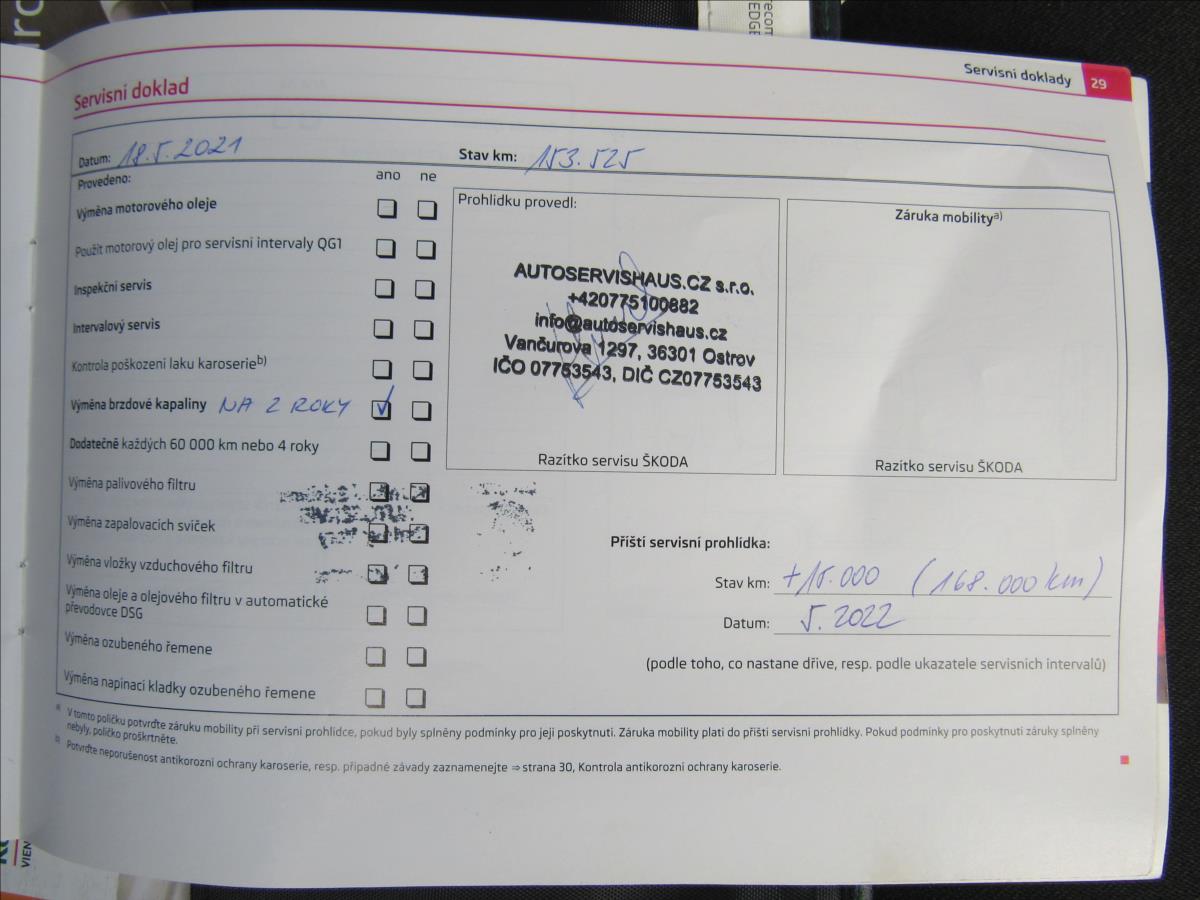 recom
EDGE
Servisní doklady 29
Servisní doklad
Datum: 18.5.2021 Stav km: 153.525
Provedeno: ano ne
Výměna motorového oleje
Použit motorový olej pro servisní intervaly QG1
Inspekční servis
Intervalový servis
Kontrola poškození laku karoserie b)
Výměna brzdové kapaliny NA 2 ROKY
Dodatečně každých 60 000 km nebo 4 roky
Výměna palivového filtru
Výměna zapalovacích svíček
Výměna vložky vzduchového filtru
Výměna oleje a olejového filtru v automatické
převodovce DSG
Výměna ozubeného řemene
Výměna napínací kladky ozubeného řemene
Prohlídku provedl:
AUTOSERVISHAUS.CZ s.r.o.
+420775100882
info@autoservishaus.cz
Vančurova 1297, 36301 Ostrov
IČO 07753543, DIČ CZ07753543
Razítko servisu ŠKODA
Záruka mobility a)
Razítko servisu ŠKODA
Příští servisní prohlídka:
Stav km: +15.000 (168.000 km)
Datum: 5.2022
(podle toho, co nastane dříve, resp. podle ukazatele servisních intervalů)
a) V tomto políčku potvrďte záruku mobility při servisní prohlídce, pokud byly splněny podmínky pro její poskytnutí. Záruka mobility platí do příští servisní prohlídky. Pokud podmínky pro poskytnutí záruky splněny
nebyly, políčko proškrtněte.
b) Potvrďte neporušenost antikorozní ochrany karoserie, resp. případné závady zaznamenejte ⇒ strana 30, Kontrola antikorozní ochrany karoserie.
VIEN